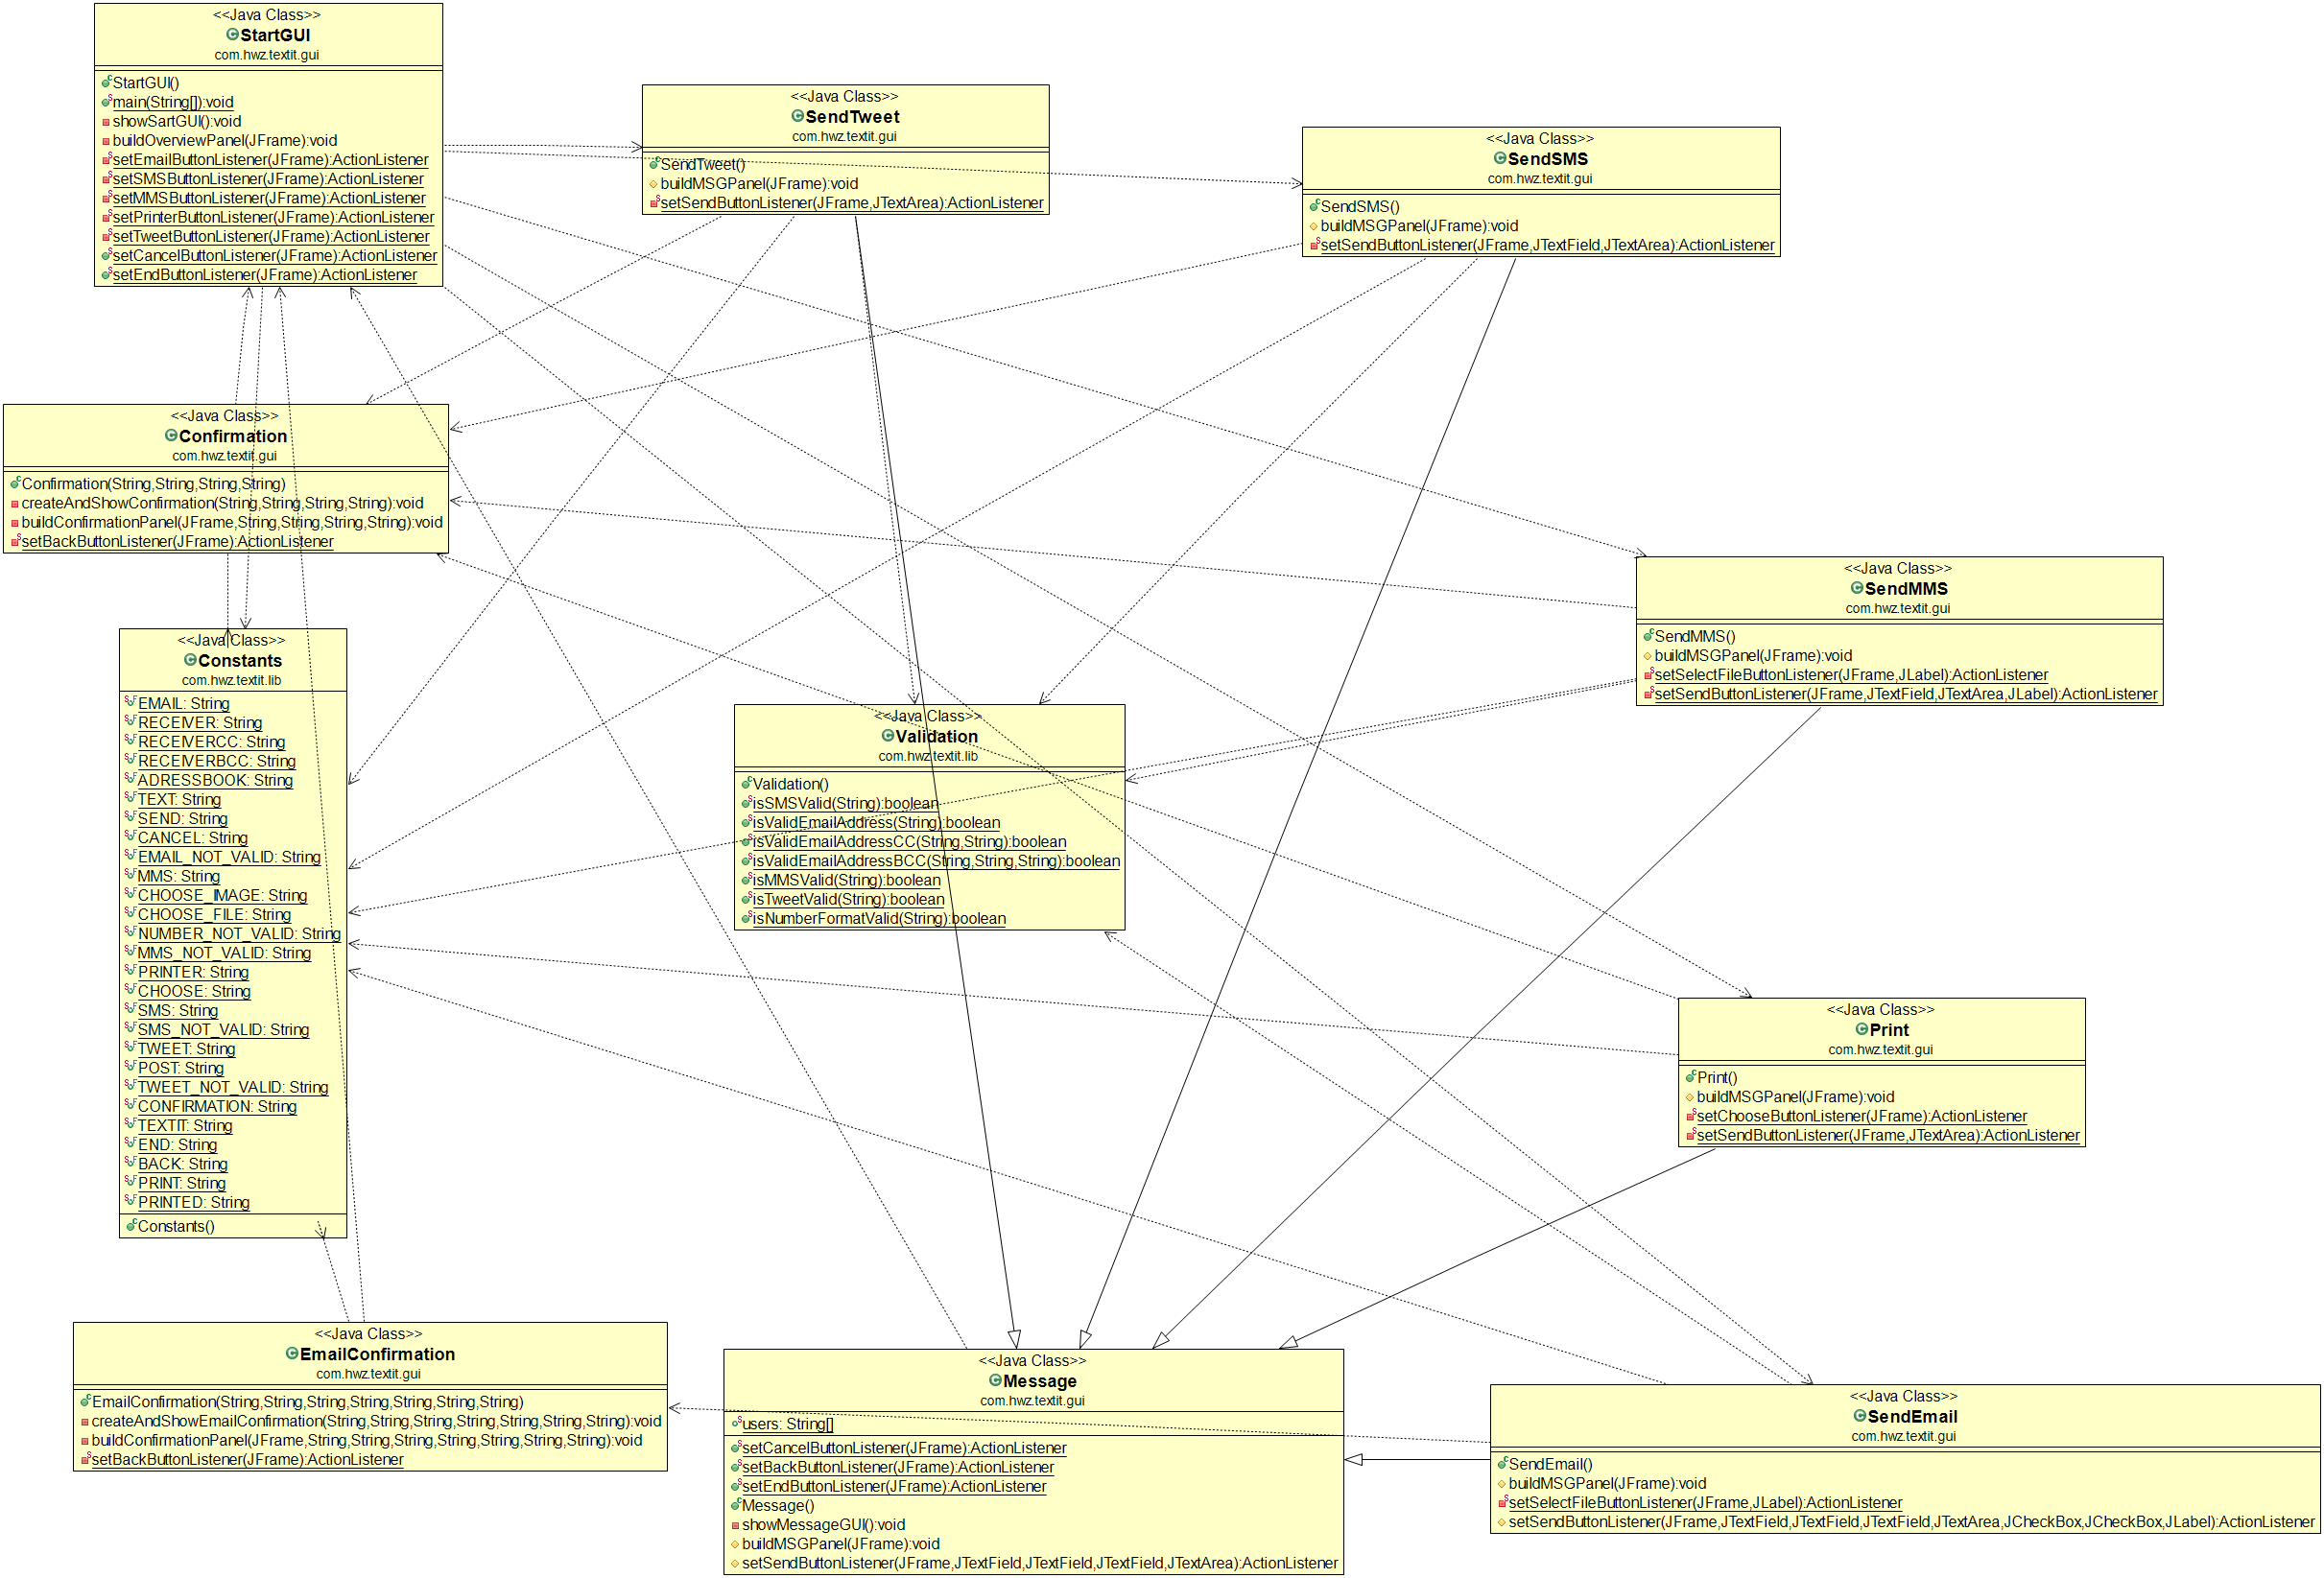 <<Java Class>>
StartGUI
com.hwz.textit.gui
StartGUI()
main(String[]):void
showSartGUI():void
buildOverviewPanel(JFrame):void
setEmailButtonListener(JFrame):ActionListener
setSMSButtonListener(JFrame):ActionListener
setMMSButtonListener(JFrame):ActionListener
setPrinterButtonListener(JFrame):ActionListener
setTweetButtonListener(JFrame):ActionListener
setCancelButtonListener(JFrame):ActionListener
setEndButtonListener(JFrame):ActionListener
<<Java Class>>
SendTweet
com.hwz.textit.gui
SendTweet()
buildMSGPanel(JFrame):void
setSendButtonListener(JFrame,JTextArea):ActionListener
<<Java Class>>
SendSMS
com.hwz.textit.gui
SendSMS()
buildMSGPanel(JFrame):void
setSendButtonListener(JFrame,JTextField,JTextArea):ActionListener
<<Java Class>>
Confirmation
com.hwz.textit.gui
Confirmation(String,String,String,String)
createAndShowConfirmation(String,String,String,String):void
buildConfirmationPanel(JFrame,String,String,String,String):void
setBackButtonListener(JFrame):ActionListener
<<Java Class>>
SendMMS
com.hwz.textit.gui
SendMMS()
buildMSGPanel(JFrame):void
setSelectFileButtonListener(JFrame,JLabel):ActionListener
setSendButtonListener(JFrame,JTextField,JTextArea,JLabel):ActionListener
<<Java Class>>
Constants
com.hwz.textit.lib
EMAIL: String
RECEIVER: String
RECEIVERCC: String
RECEIVERBCC: String
ADRESSBOOK: String
TEXT: String
SEND: String
CANCEL: String
EMAIL_NOT_VALID: String
MMS: String
CHOOSE_IMAGE: String
CHOOSE_FILE: String
NUMBER_NOT_VALID: String
MMS_NOT_VALID: String
PRINTER: String
CHOOSE: String
SMS: String
SMS_NOT_VALID: String
TWEET: String
POST: String
TWEET_NOT_VALID: String
CONFIRMATION: String
TEXTIT: String
END: String
BACK: String
PRINT: String
PRINTED: String
Constants()
<<Java Class>>
Validation
com.hwz.textit.lib
Validation()
isSMSValid(String):boolean
isValidEmailAddress(String):boolean
isValidEmailAddressCC(String,String):boolean
isValidEmailAddressBCC(String,String,String):boolean
isMMSValid(String):boolean
isTweetValid(String):boolean
isNumberFormatValid(String):boolean
<<Java Class>>
Print
com.hwz.textit.gui
Print()
buildMSGPanel(JFrame):void
setChooseButtonListener(JFrame):ActionListener
setSendButtonListener(JFrame,JTextArea):ActionListener
<<Java Class>>
EmailConfirmation
com.hwz.textit.gui
EmailConfirmation(String,String,String,String,String,String,String)
createAndShowEmailConfirmation(String,String,String,String,String,String,String):void
buildConfirmationPanel(JFrame,String,String,String,String,String,String,String):void
setBackButtonListener(JFrame):ActionListener
<<Java Class>>
Message
com.hwz.textit.gui
users: String[]
setCancelButtonListener(JFrame):ActionListener
setBackButtonListener(JFrame):ActionListener
setEndButtonListener(JFrame):ActionListener
Message()
showMessageGUI():void
buildMSGPanel(JFrame):void
setSendButtonListener(JFrame,JTextField,JTextField,JTextField,JTextArea):ActionListener
<<Java Class>>
SendEmail
com.hwz.textit.gui
SendEmail()
buildMSGPanel(JFrame):void
setSelectFileButtonListener(JFrame,JLabel):ActionListener
setSendButtonListener(JFrame,JTextField,JTextField,JTextField,JTextArea,JCheckBox,JCheckBox,JLabel):ActionListener